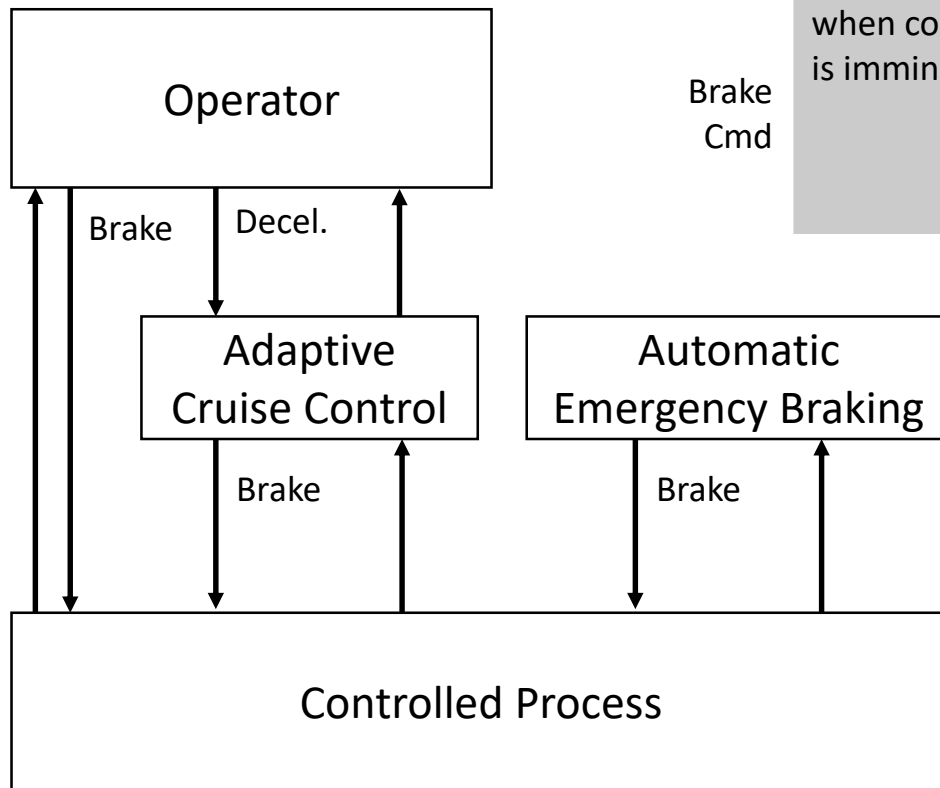 when co
is immin
Brake
Cmd
Operator
Brake
Decel.
Adaptive
Cruise Control
Automatic
Emergency Braking
Brake
Brake
Controlled Process